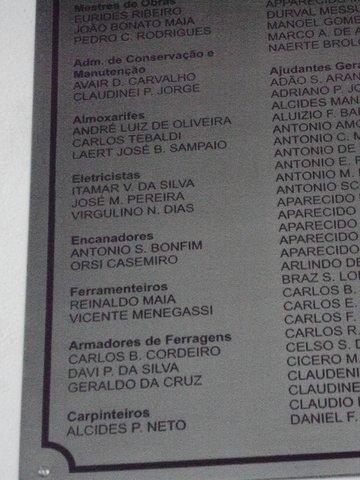 Mestres de Obras
EURIDES RIBEIRO
JOÃO BONATO MAIA
PEDRO C. RODRIGUES
Adm. de Conservação e
Manutenção
AVAIR D. CARVALHO
CLAUDINEI P. JORGE
Almoxarifes
ANDRÉ LUIZ DE OLIVEIRA
CARLOS TEBALDI
LAERT JOSÉ B. SAMPAIO
Eletricistas
ITAMAR V. DA SILVA
JOSÉ M. PEREIRA
VIRGULINO N. DIAS
Encanadores
ANTONIO S. BONFIM
ORSI CASEMIRO
Ferramenteiros
REINALDO MAIA
VICENTE MENEGASSI
Armadores de Ferragens
CARLOS B. CORDEIRO
DAVI P. DA SILVA
GERALDO DA CRUZ
Carpinteiros
ALCIDES P. NETO
DURVAL MESS
MANOEL GOM
MARCO A. DE A
NAERTE BROL
Ajudantes Gera
ADÃO S. ARAN
ADRIANO P. JO
ALCIDES MAN
ALUIZIO F. BA
ANTONIO AMO
ANTONIO C. N
ANTONIO DE
ANTONIO E. F
ANTONIO M.
ANTONIO SO
APARECIDO
APARECIDO
APARECIDO
APARECIDO
APARECIDO
ARLINDO DE
BRAZ S. LO
CARLOS B.
CARLOS E.
CARLOS F.
CARLOS R.
CELSO S. D
CICERO M.
CLAUDENI
CLAUDINE
CLAUDIO
DANIEL F.